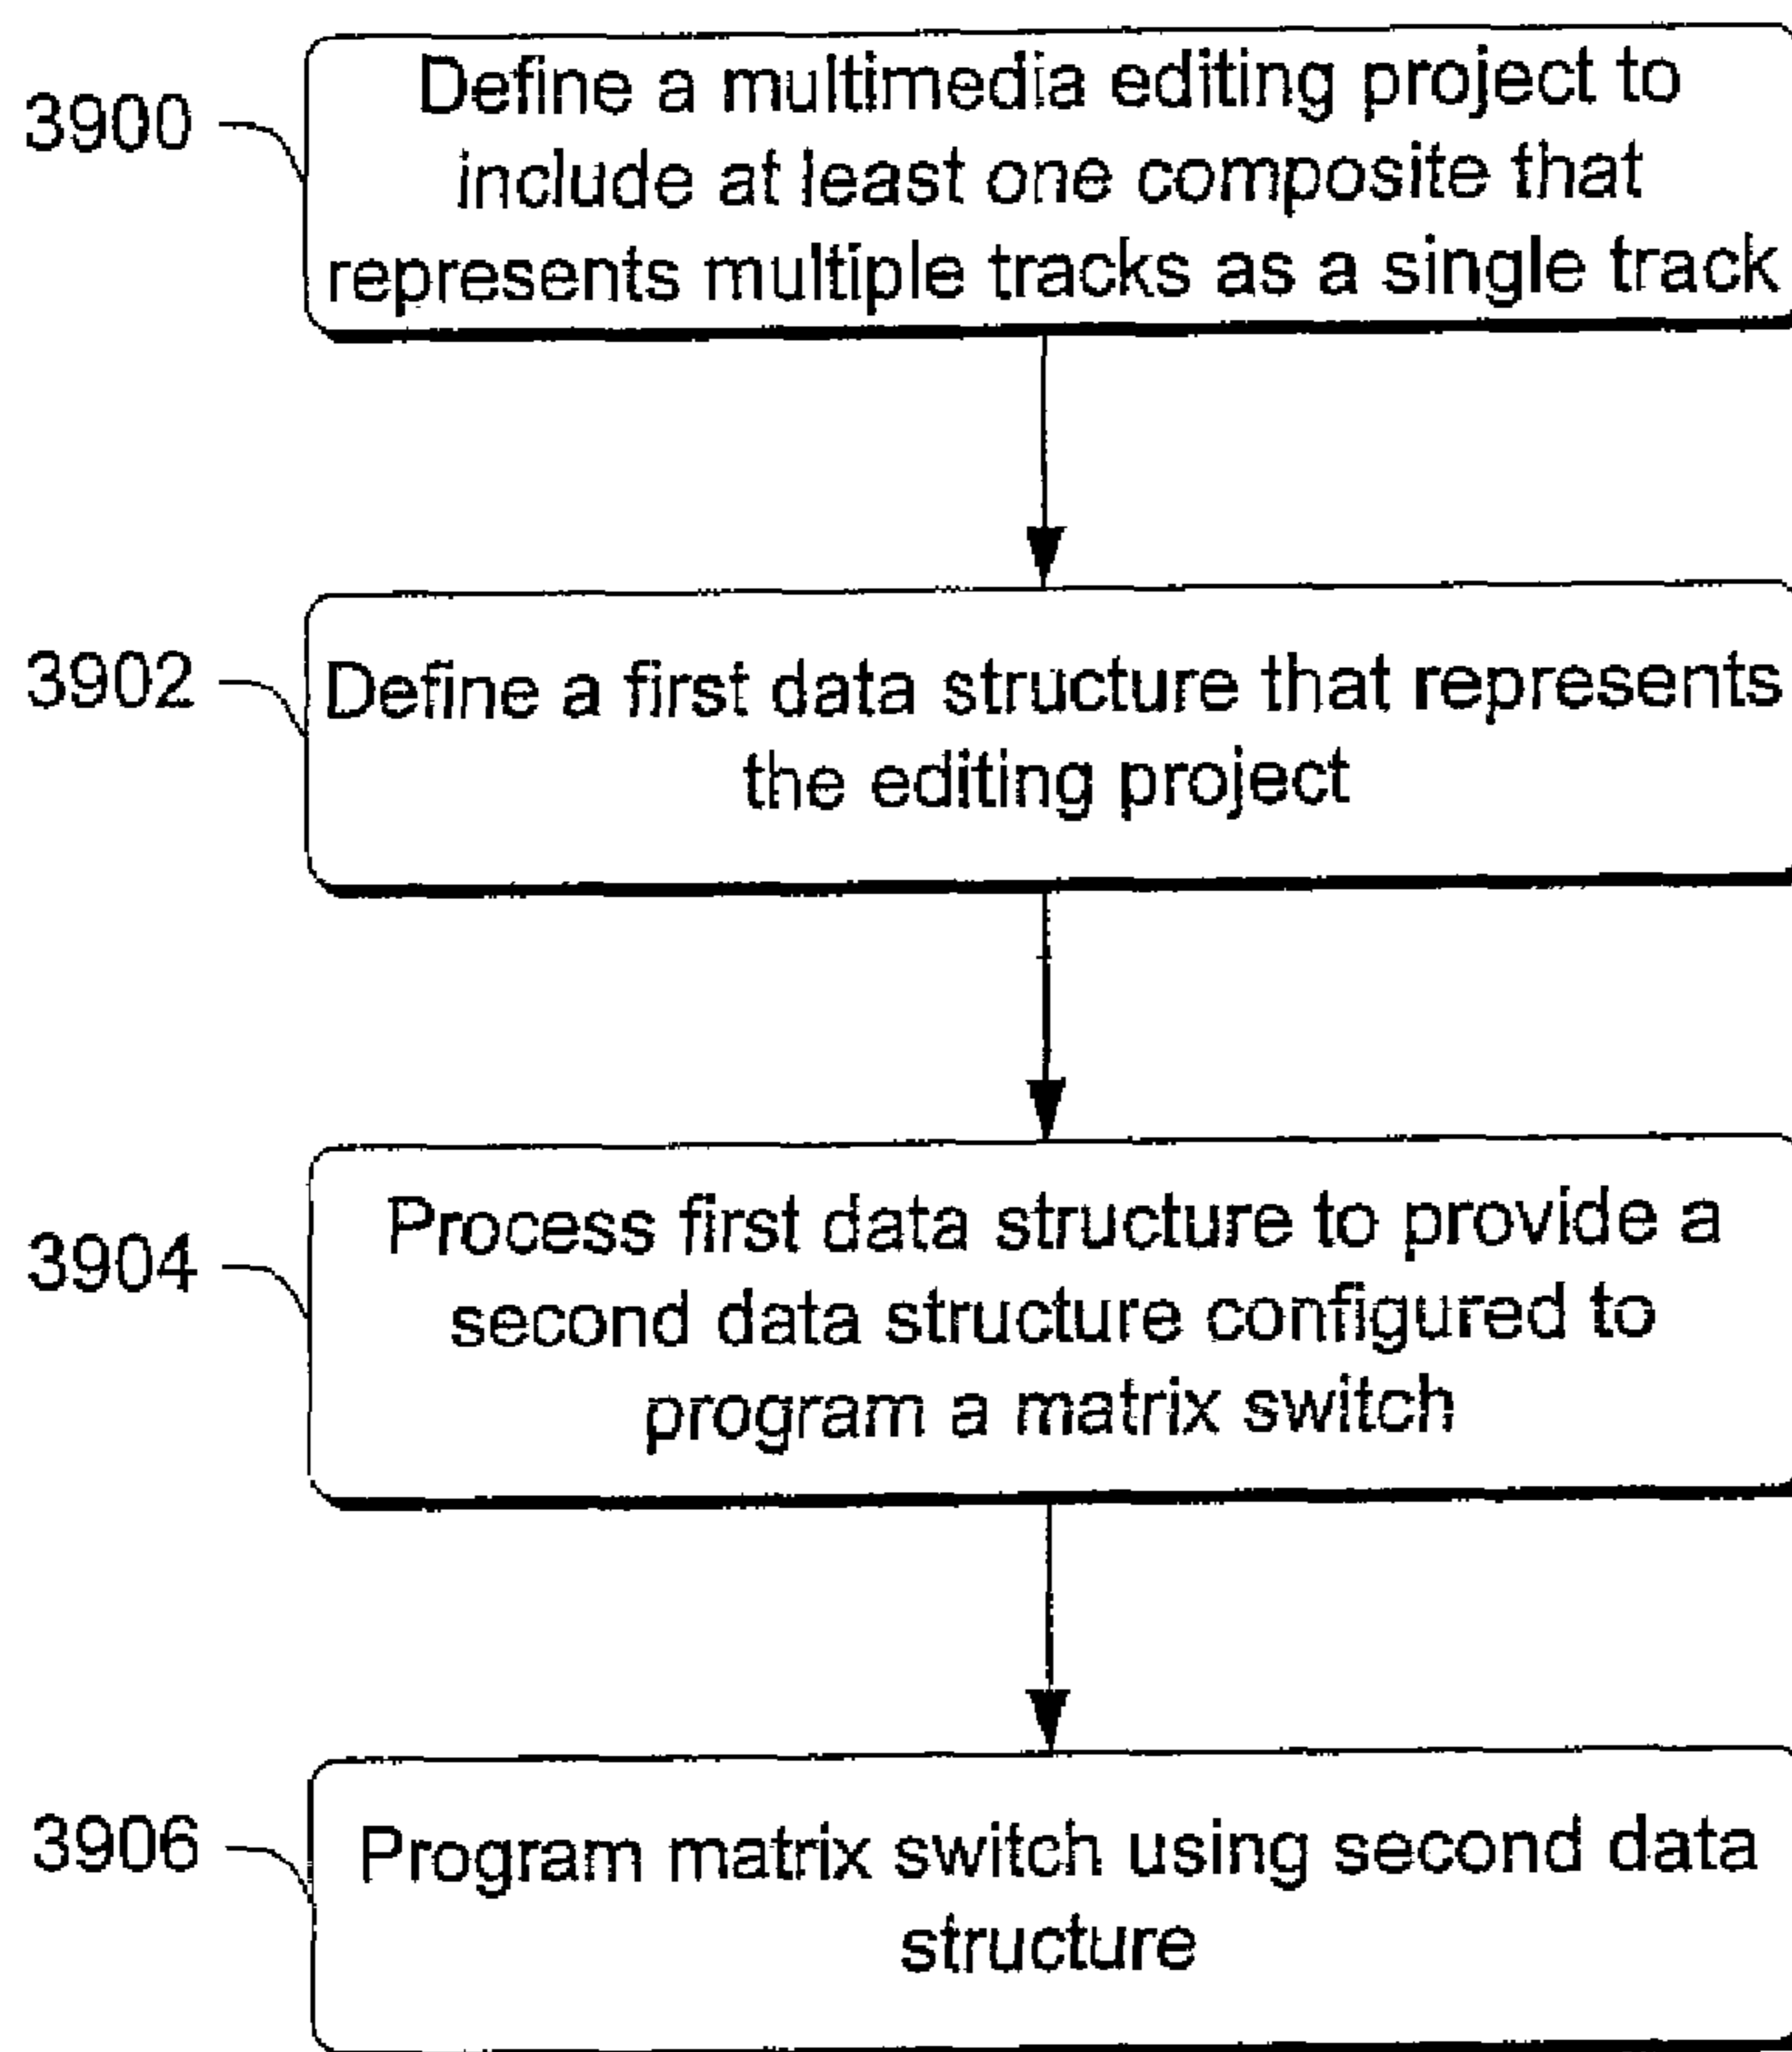 3900
Define a multimedia editing project to
include at least one composite that
represents multiple tracks as a single track
3902
Define a first data structure that represents
the editing project
3904
Process first data structure to provide a
second data structure configured to
program a matrix switch
3906
Program matrix switch using second data
structure